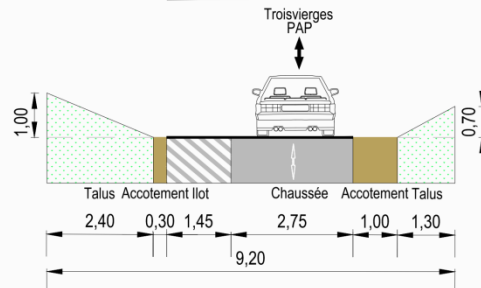 Troisvierges
PAP
1,00
0,70
Talus Accotement Ilot Chaussée Accotement Talus
2,40 0,30 1,45 2,75 1,00 1,30
9,20